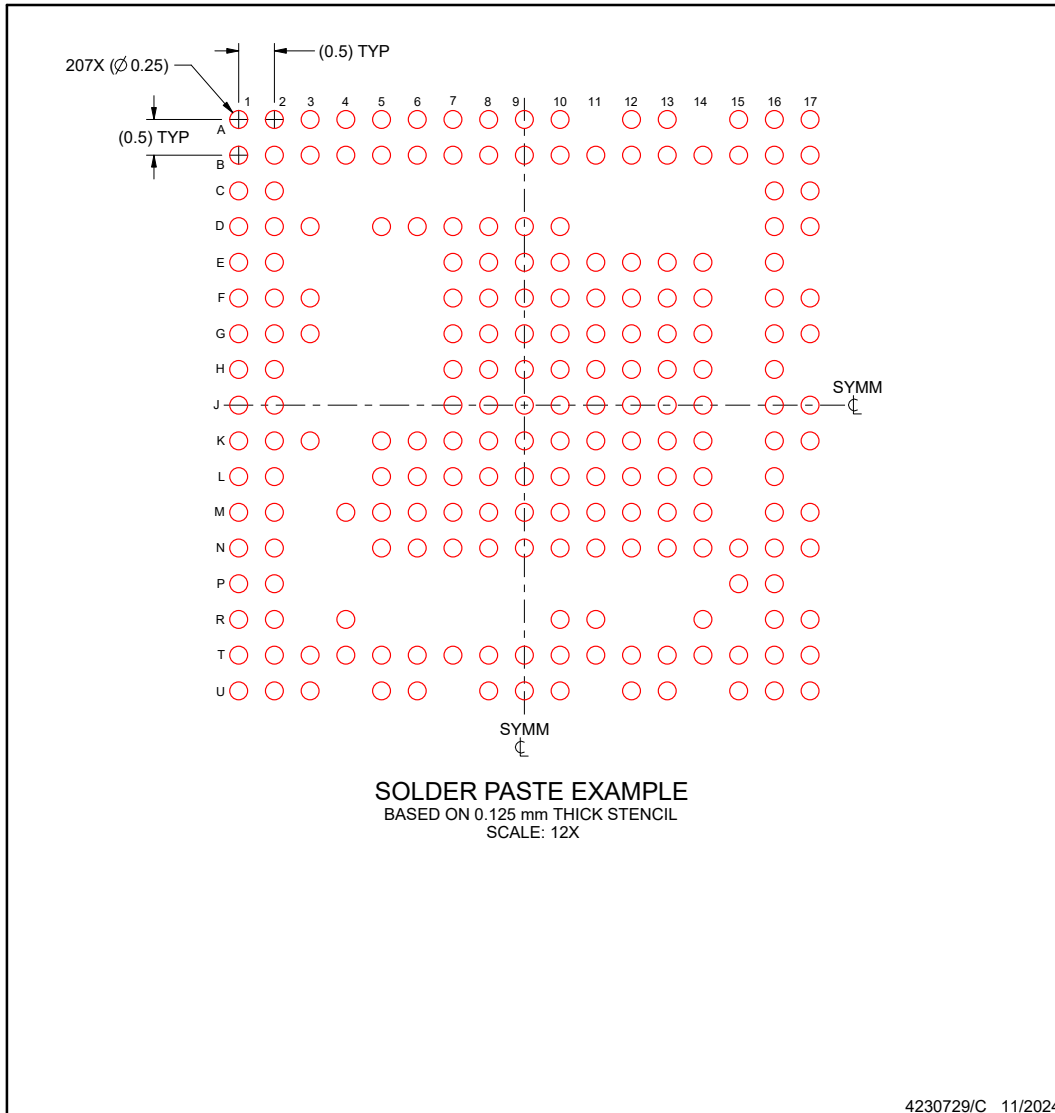 (0.5) TYP
207X (∅ 0.25)
1 2 3 4 5 6 7 8 9 10 11 12 13 14 15 16 17
A
(0.5) TYP
B
C
D
E
F
G
H
SYMM
J
℄
K
L
M
N
P
R
T
U
SYMM
℄
SOLDER PASTE EXAMPLE
BASED ON 0.125 mm THICK STENCIL
SCALE: 12X
4230729/C 11/2024